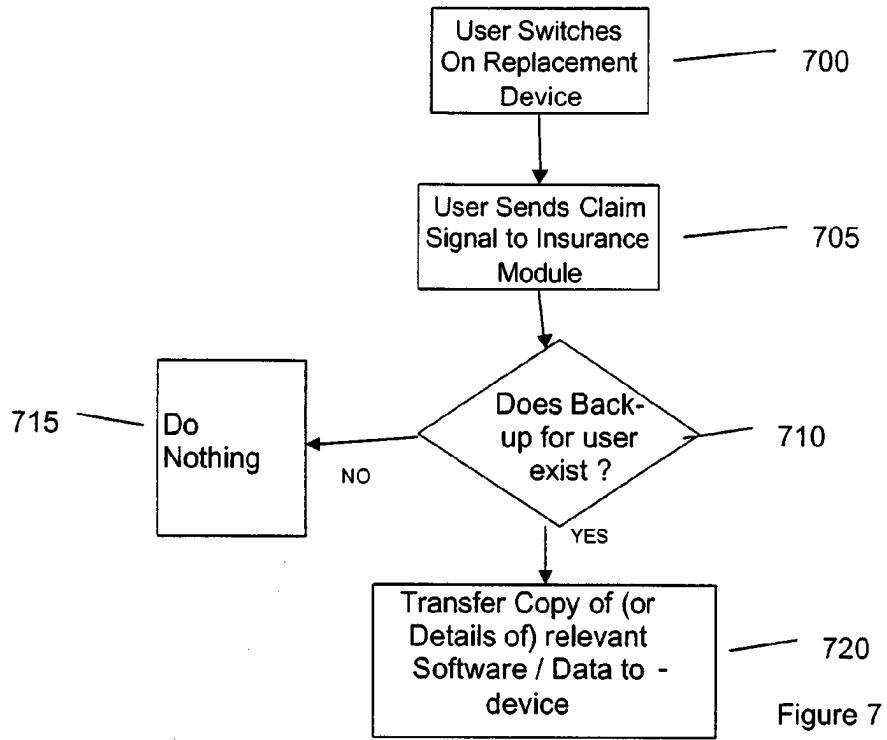 User Switches
On Replacement
Device
700
User Sends Claim
Signal to Insurance
Module
705
Does Back-
up for user
exist ?
710
NO
715
Do
Nothing
YES
Transfer Copy of (or
Details of) relevant
Software / Data to -
device
720
Figure 7